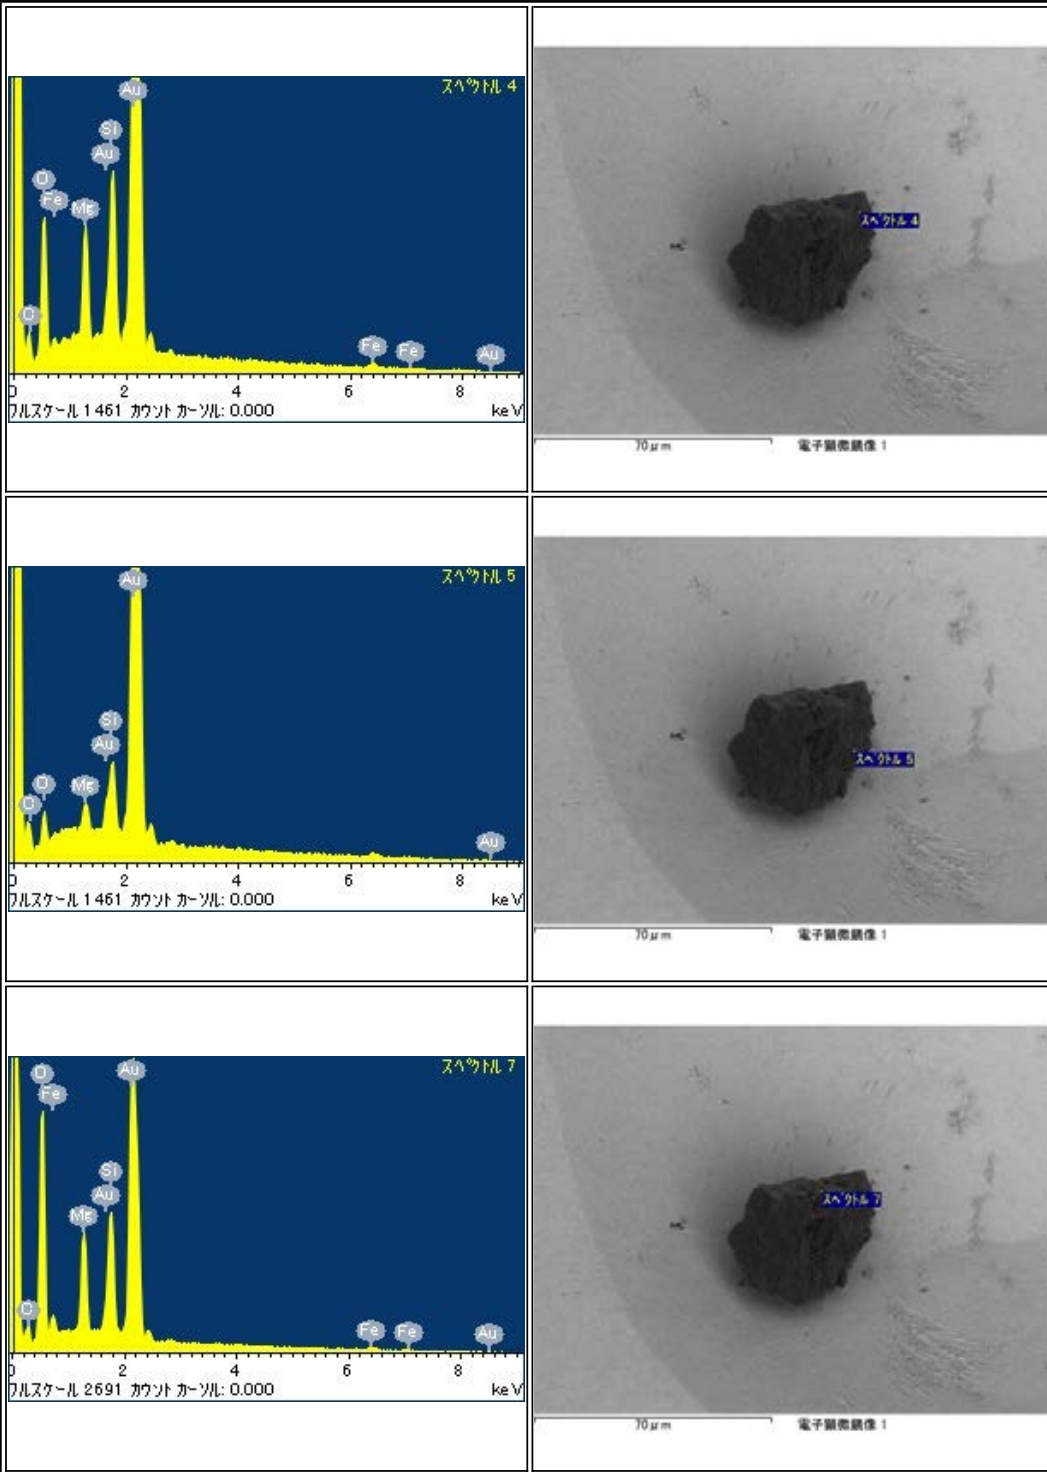 スペクトル 4
Au
Si
Au
O
Fe
Mg
C
Fe
Fe
Au
0 2 4 6 8
フルスケール 1461 カウント カーソル: 0.000 keV
スペクトル 4
70μm 電子顕微鏡像 1
スペクトル 5
Au
Si
Au
O
Mg
C
Au
0 2 4 6 8
フルスケール 1461 カウント カーソル: 0.000 keV
スペクトル 5
70μm 電子顕微鏡像 1
スペクトル 7
O
Au
Fe
Si
Au
Mg
C
Fe
Fe
Au
0 2 4 6 8
フルスケール 2691 カウント カーソル: 0.000 keV
スペクトル 7
70μm 電子顕微鏡像 1